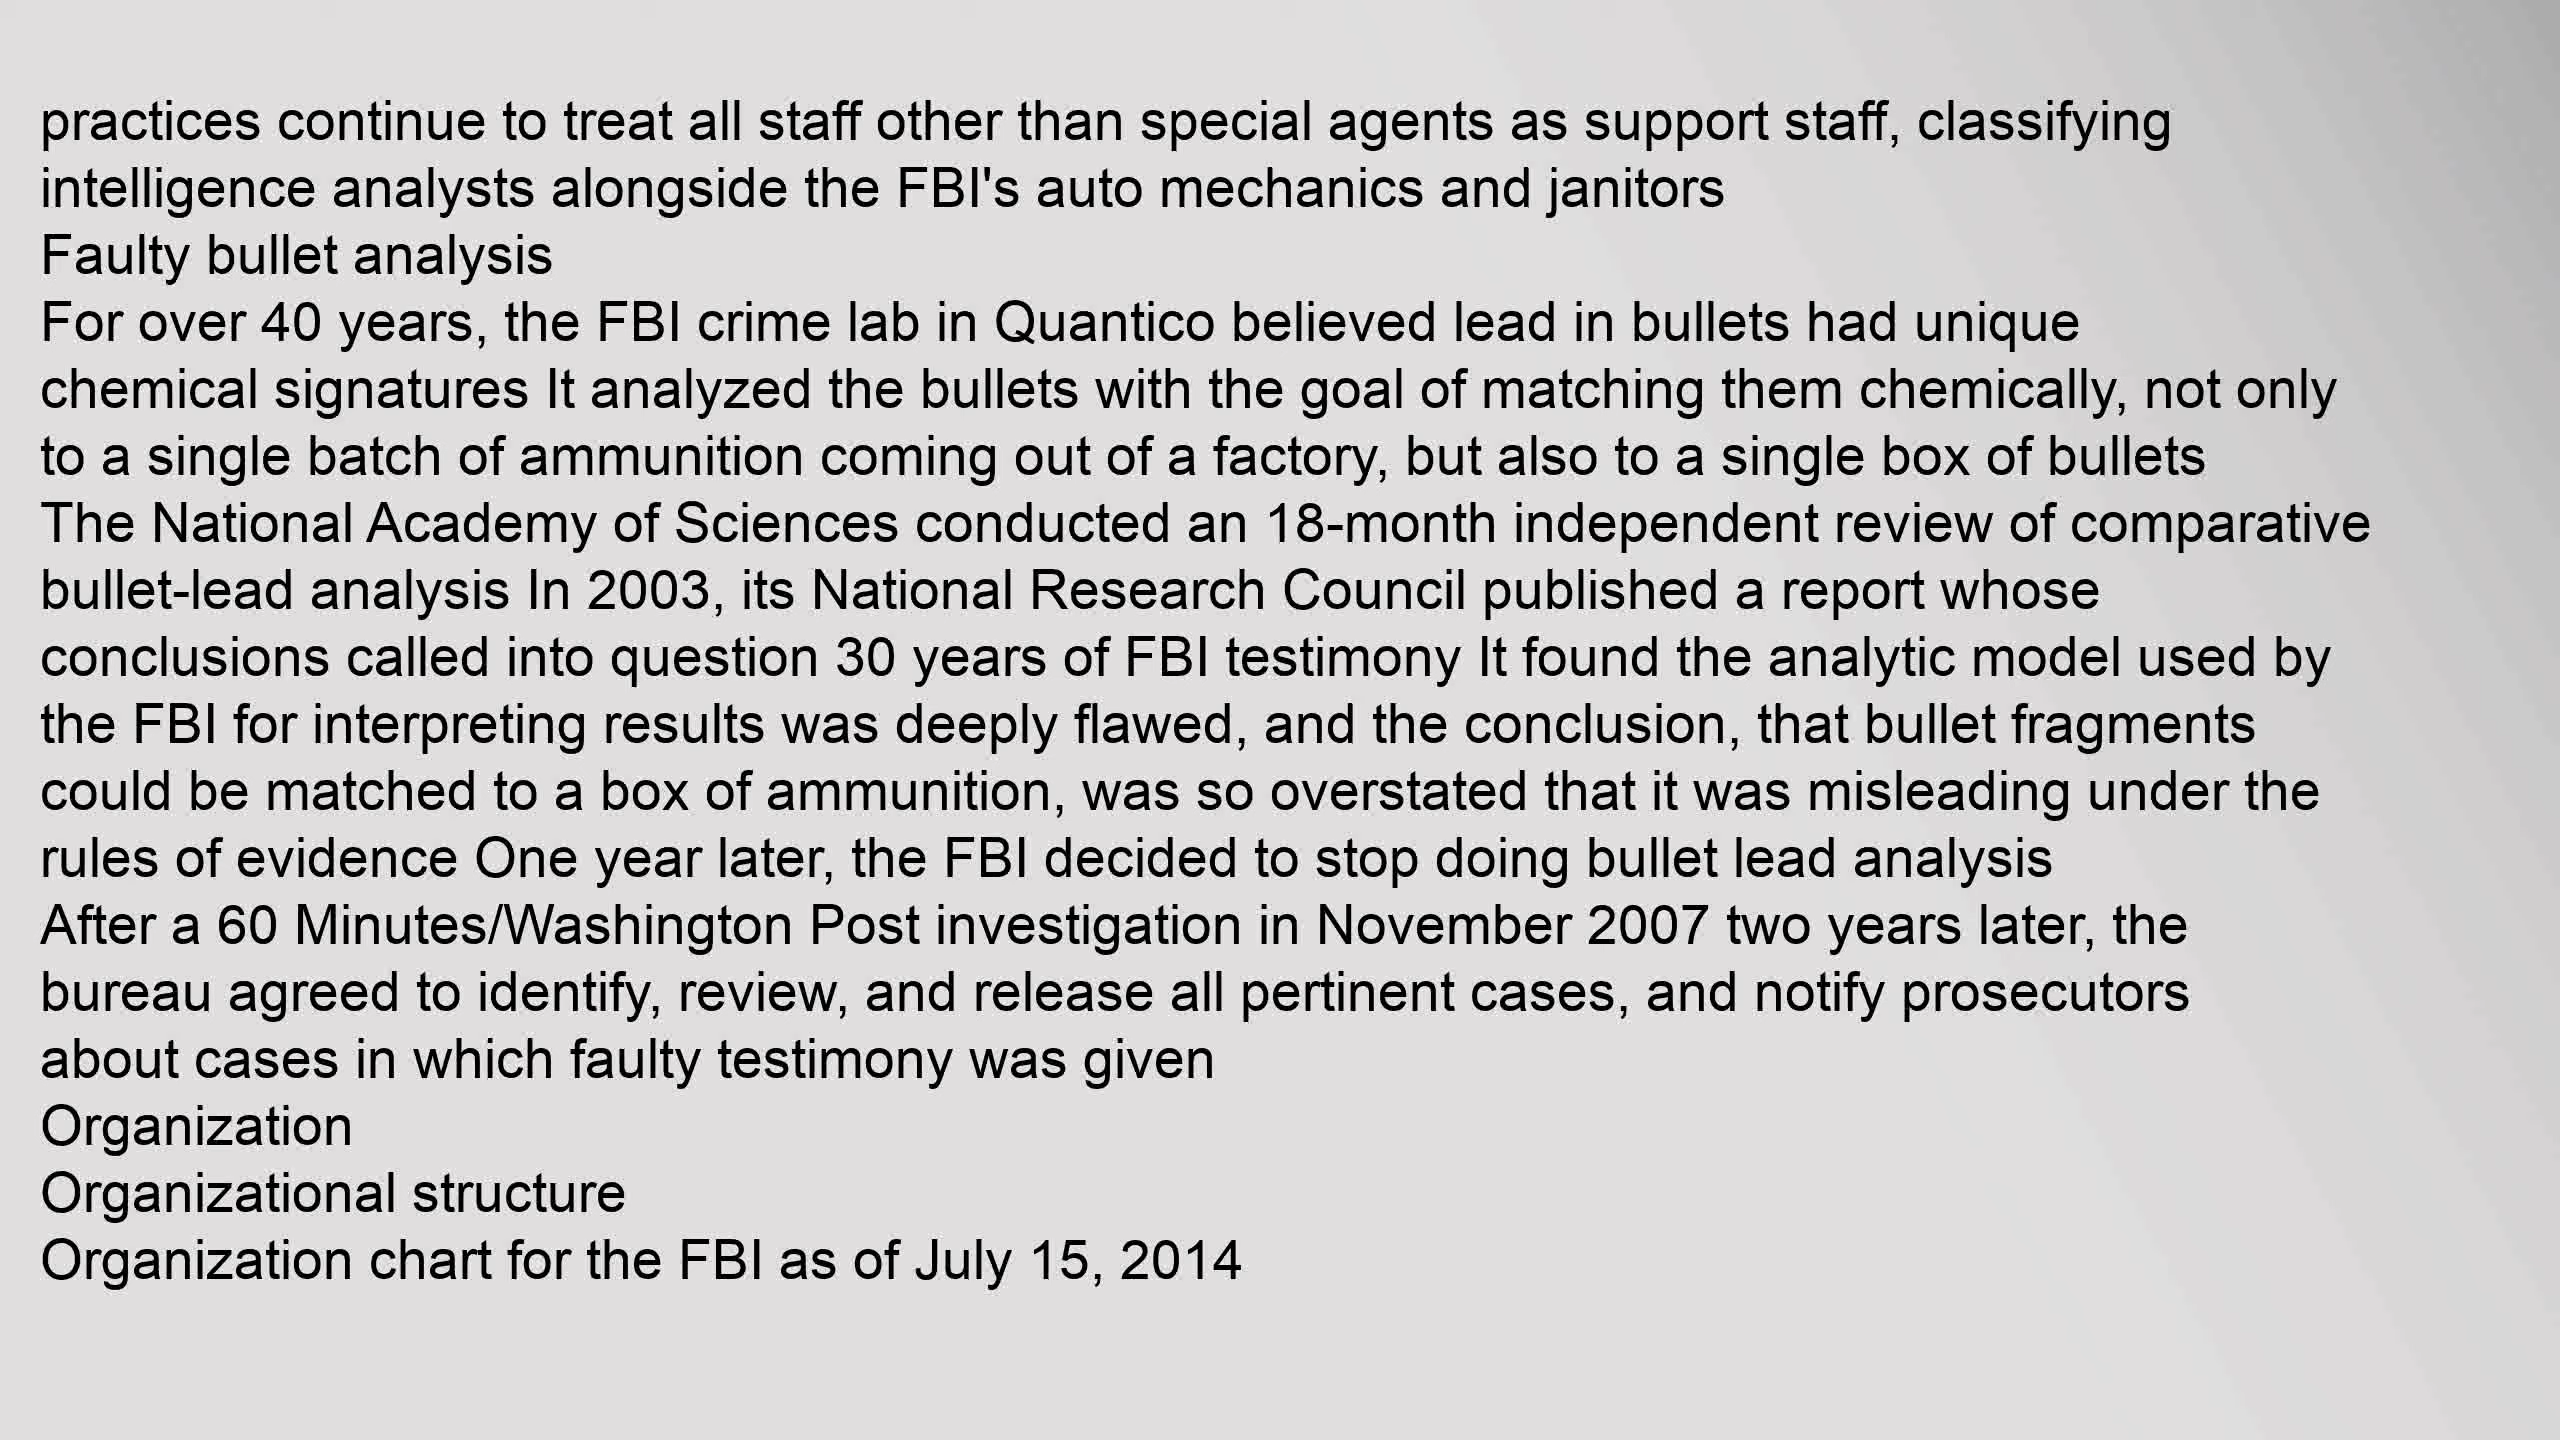 practices continue to treat all staff other than special agents as support staff, classifying
intelligence analysts alongside the FBI's auto mechanics and janitors
Faulty bullet analysis
For over 40 years, the FBI crime lab in Quantico believed lead in bullets had unique
chemical signatures It analyzed the bullets with the goal of matching them chemically, not only
to a single batch of ammunition coming out of a factory, but also to a single box of bullets
The National Academy of Sciences conducted an 18-month independent review of comparative
bullet-lead analysis In 2003, its National Research Council published a report whose
conclusions called into question 30 years of FBI testimony It found the analytic model used by
the FBI for interpreting results was deeply flawed, and the conclusion, that bullet fragments
could be matched to a box of ammunition, was so overstated that it was misleading under the
rules of evidence One year later, the FBI decided to stop doing bullet lead analysis
After a 60 Minutes/Washington Post investigation in November 2007 two years later, the
bureau agreed to identify, review, and release all pertinent cases, and notify prosecutors
about cases in which faulty testimony was given
Organization
Organizational structure
Organization chart for the FBI as of July 15, 2014